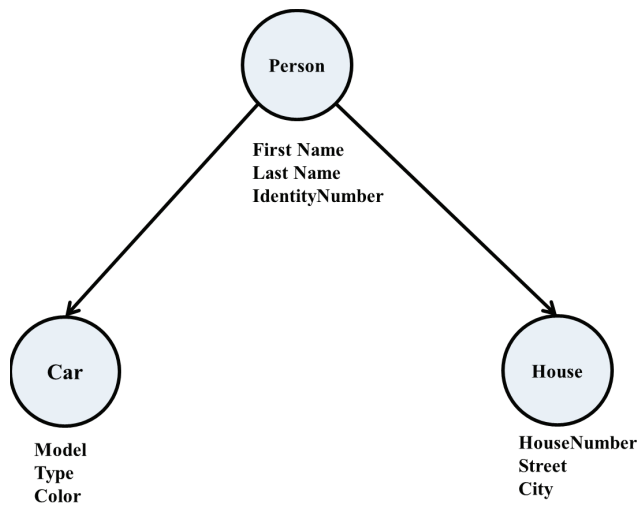 Person
First Name
Last Name
IdentityNumber
Car
Model
Type
Color
House
HouseNumber
Street
City